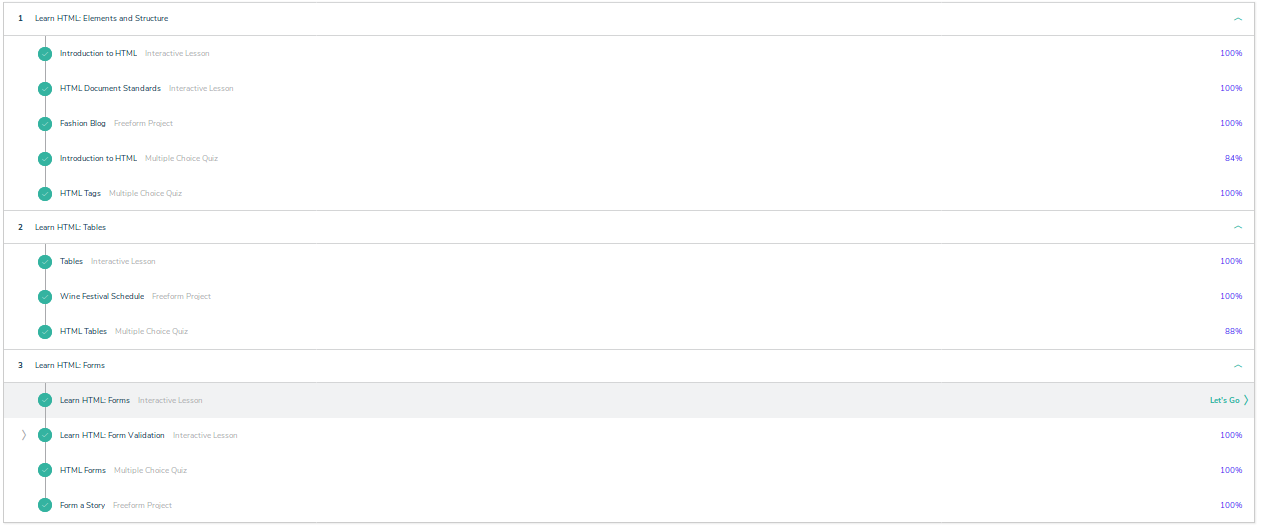 1 Learn HTML: Elements and Structure
Introduction to HTML Interactive Lesson 100%
HTML Document Standards Interactive Lesson 100%
Fashion Blog Freeform Project 100%
Introduction to HTML Multiple Choice Quiz 84%
HTML Tags Multiple Choice Quiz 100%
2 Learn HTML: Tables
Tables Interactive Lesson 100%
Wine Festival Schedule Freeform Project 100%
HTML Tables Multiple Choice Quiz 88%
3 Learn HTML: Forms
Learn HTML: Forms Interactive Lesson Let's Go
Learn HTML: Form Validation Interactive Lesson 100%
HTML Forms Multiple Choice Quiz 100%
Form a Story Freeform Project 100%